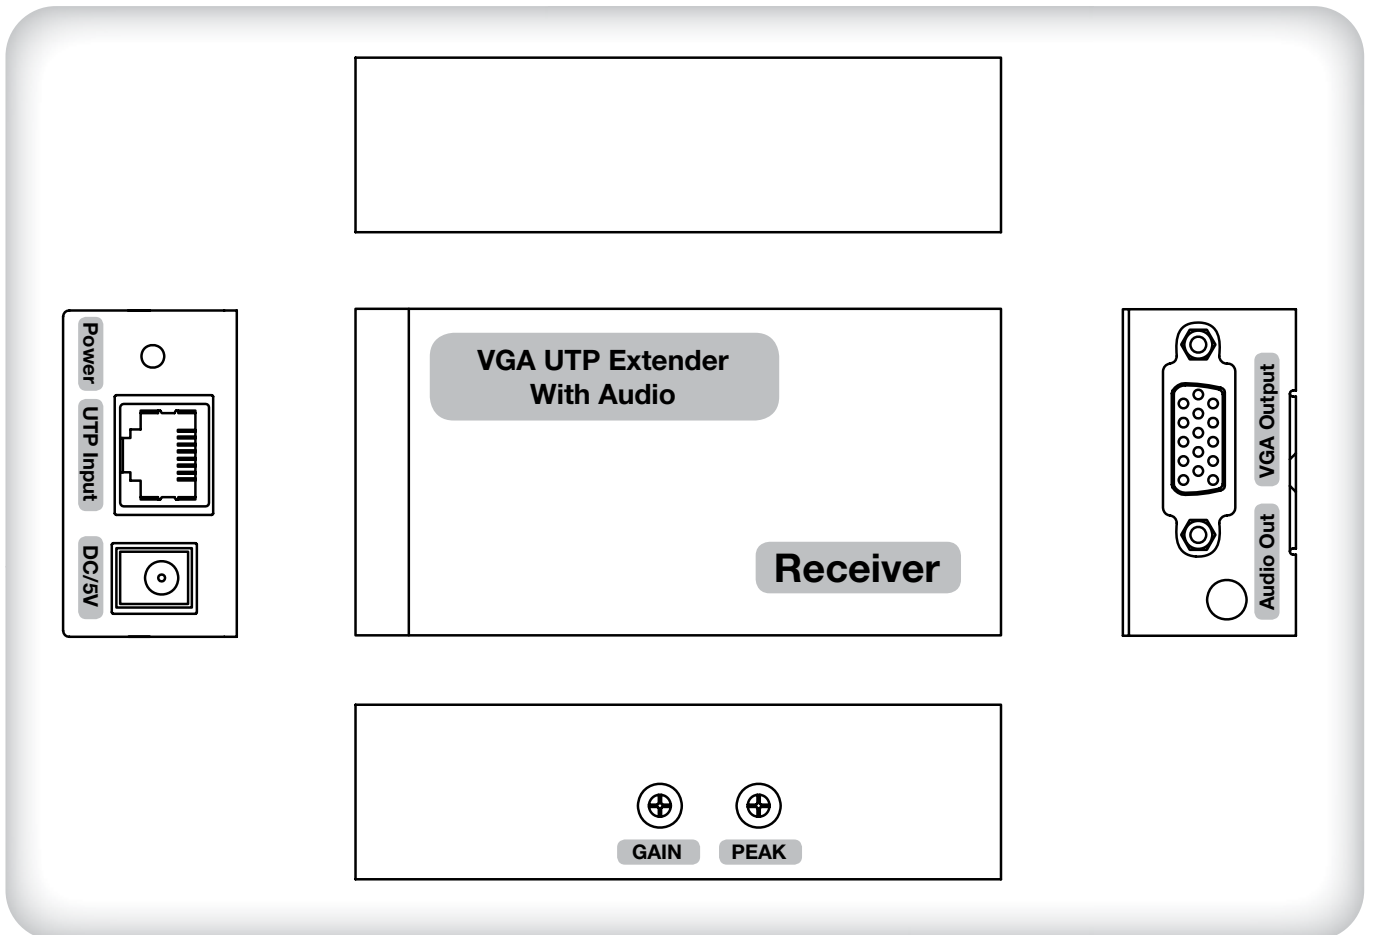 Power
UTP Input
DC/5V
VGA UTP Extender
With Audio
Receiver
VGA Output
Audio Out
GAIN
PEAK